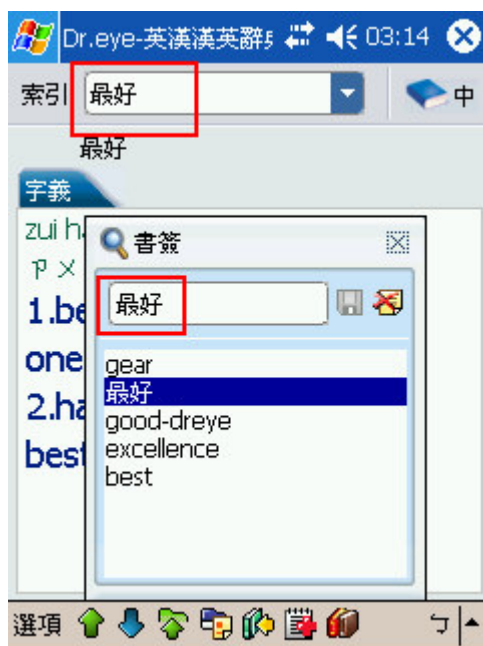 Dr.eye-英漢漢英辭 03:14
索引 最好 中
最好
字義
zui h
ㄗㄨ
1.be
one
2.ha
best
書籤
最好
gear
最好
good-dreye
excellence
best
選項 ㄅ